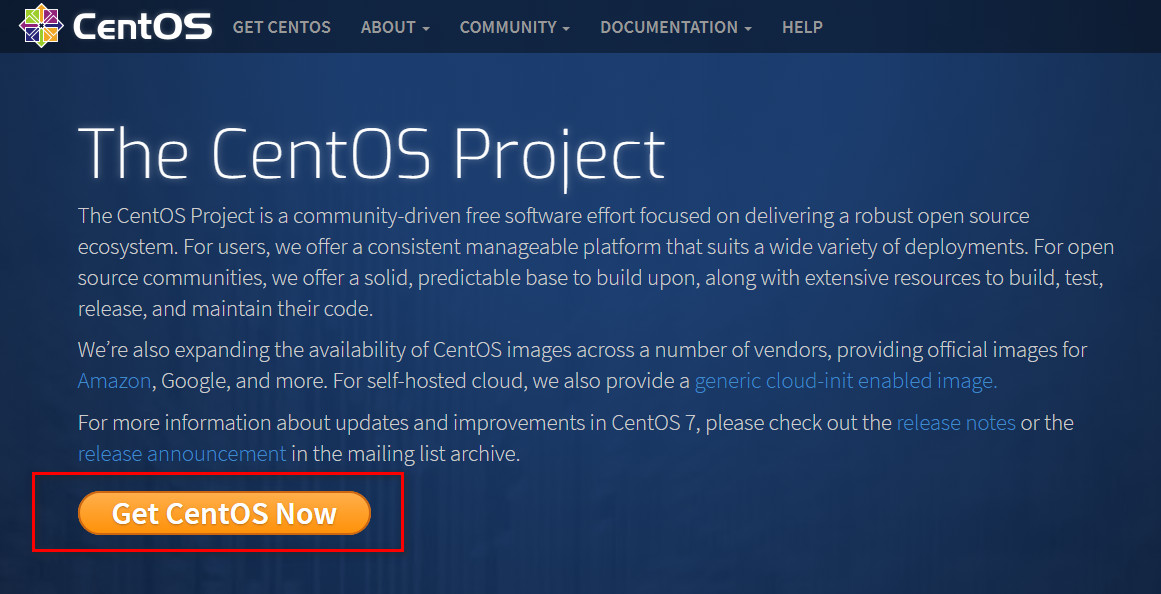 CentOS GET CENTOS ABOUT COMMUNITY DOCUMENTATION HELP
The CentOS Project
The CentOS Project is a community-driven free software effort focused on delivering a robust open source
ecosystem. For users, we offer a consistent manageable platform that suits a wide variety of deployments. For open
source communities, we offer a solid, predictable base to build upon, along with extensive resources to build, test,
release, and maintain their code.
We’re also expanding the availability of CentOS images across a number of vendors, providing official images for
Amazon, Google, and more. For self-hosted cloud, we also provide a generic cloud-init enabled image.
For more information about updates and improvements in CentOS 7, please check out the release notes or the
release announcement in the mailing list archive.
Get CentOS Now